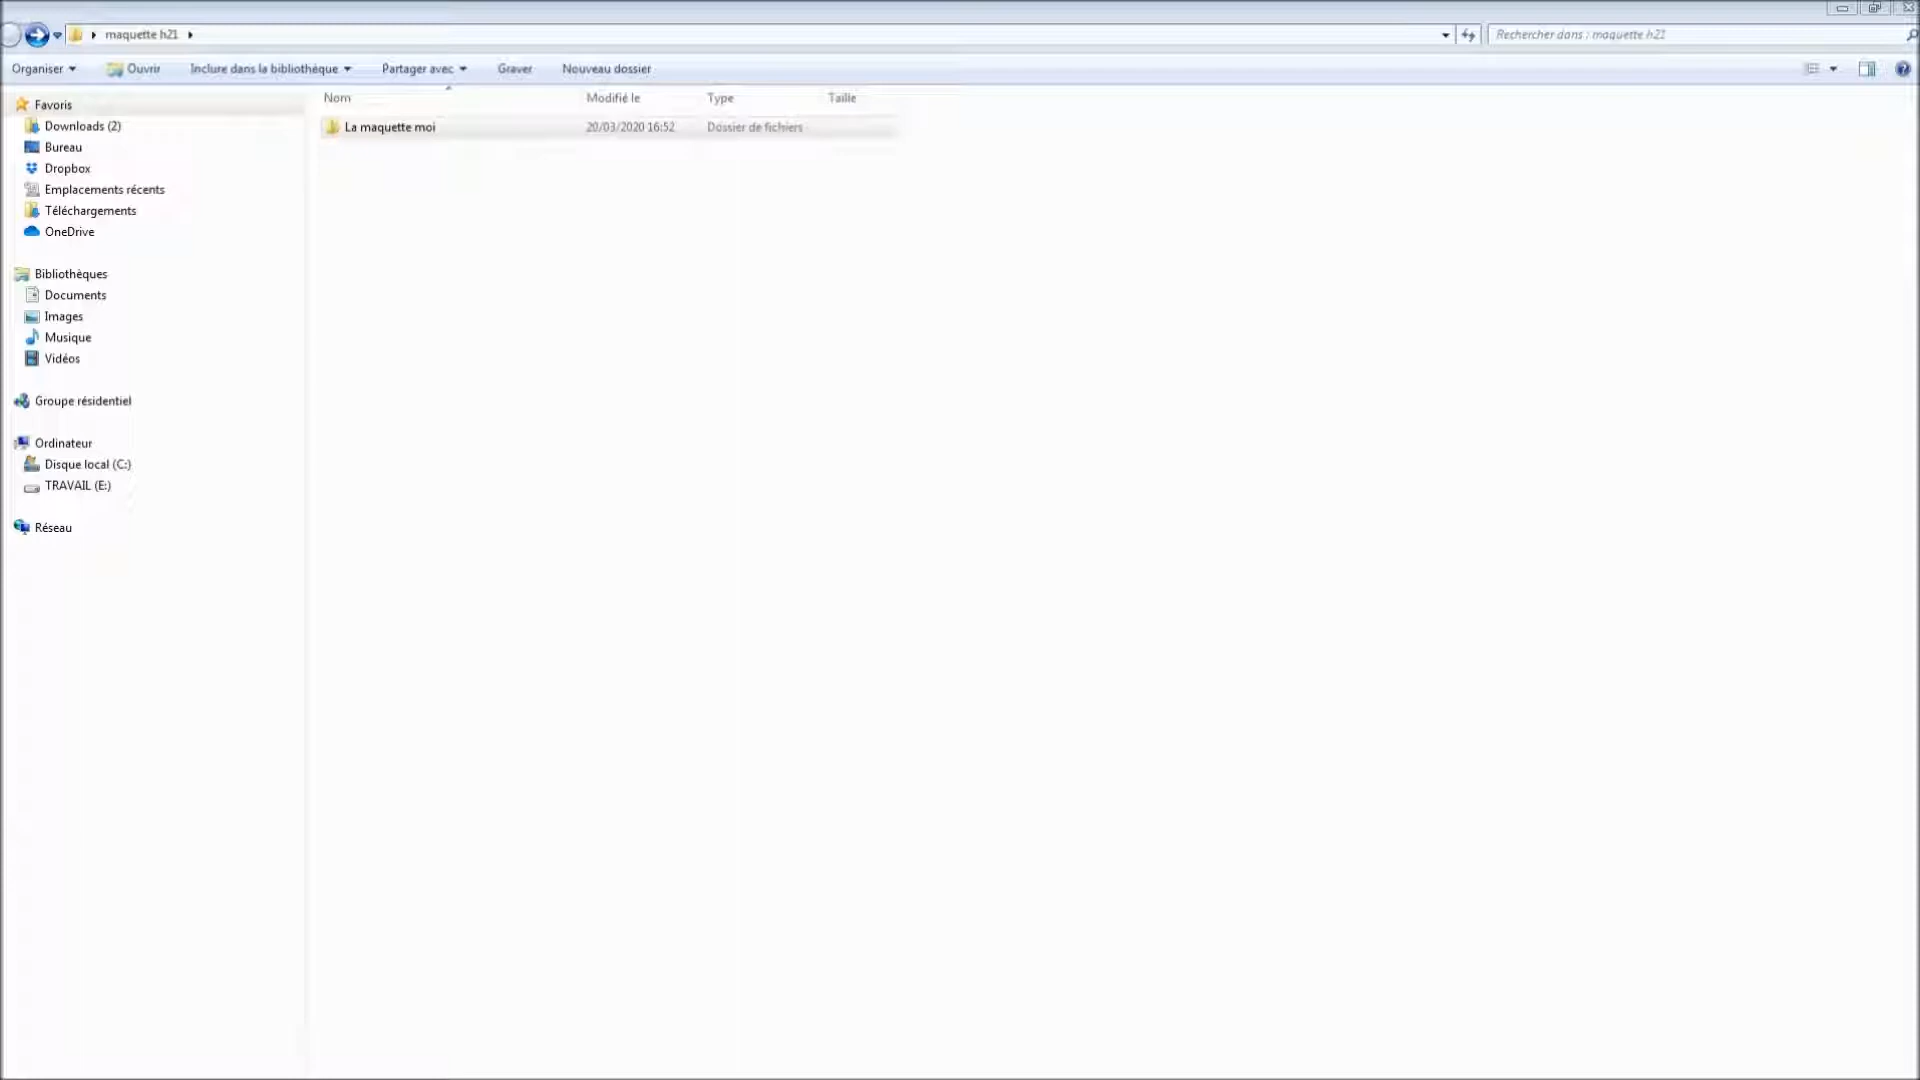 maquette h21
Rechercher dans : maquette h21
Organiser Ouvrir Inclure dans la bibliothèque Partager avec Graver Nouveau dossier
Nom Modifié le Type Taille
La maquette moi 20/03/2020 16:52 Dossier de fichiers
Favoris
Downloads (2)
Bureau
Dropbox
Emplacements récents
Téléchargements
OneDrive
Bibliothèques
Documents
Images
Musique
Vidéos
Groupe résidentiel
Ordinateur
Disque local (C:)
TRAVAIL (E:)
Réseau